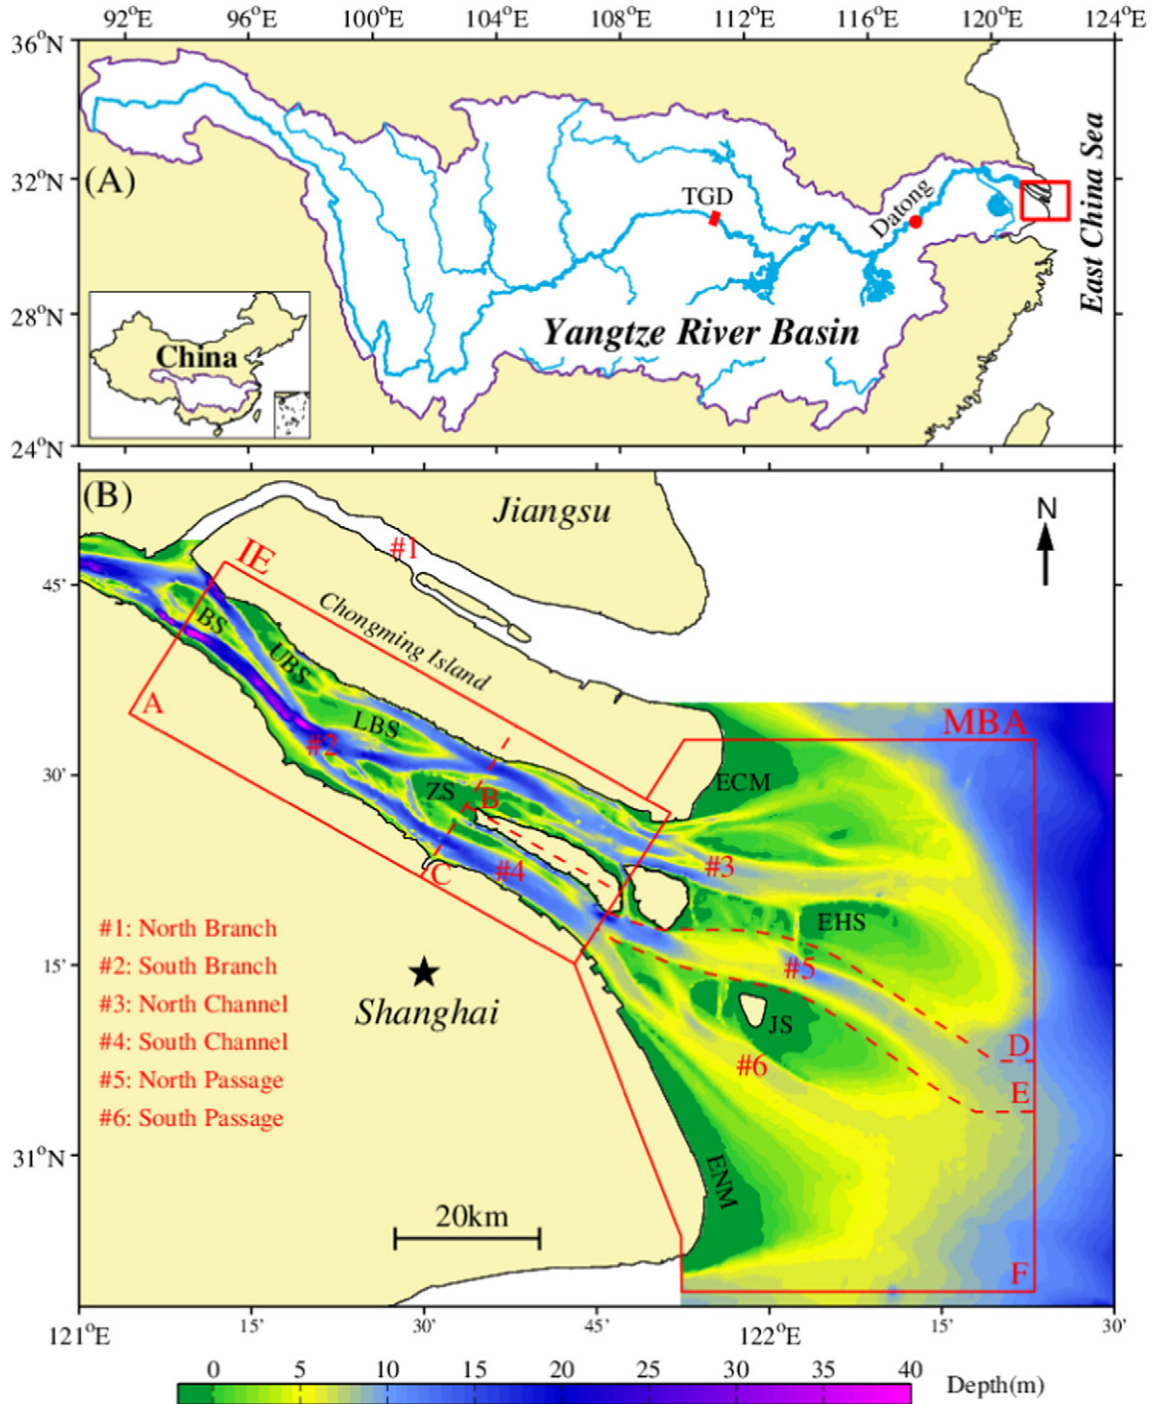 92°E 96°E 100°E 104°E 108°E 112°E 116°E 120°E 124°E
36°N
32°N
28°N
24°N
(A)
TGD
Datong
East China Sea
Yangtze River Basin
China
(B)
Jiangsu
N
#1
IE
45'
Chongming Island
BS
UBS
A
LBS
MBA
#2
30'
ZS
B
ECM
#3
C
#4
EHS
#1: North Branch
#2: South Branch
#3: North Channel
#4: South Channel
#5: North Passage
#6: South Passage
15'
#5
Shanghai
JS
D
#6
E
31°N
ENM
20km
F
121°E 15' 30' 45' 122°E 15' 30'
0 5 10 15 20 25 30 35 40 Depth(m)